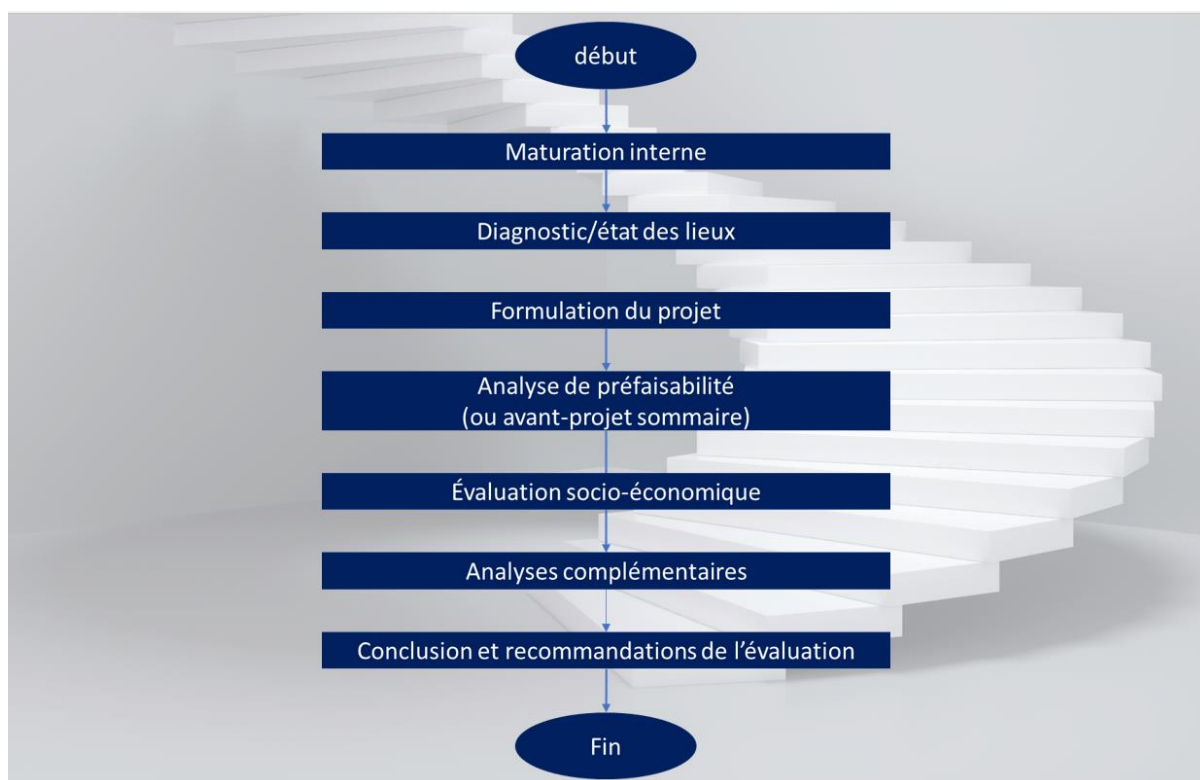 début
Maturation interne
Diagnostic/état des lieux
Formulation du projet
Analyse de préfaisabilité
(ou avant-projet sommaire)
Évaluation socio-économique
Analyses complémentaires
Conclusion et recommandations de l’évaluation
Fin